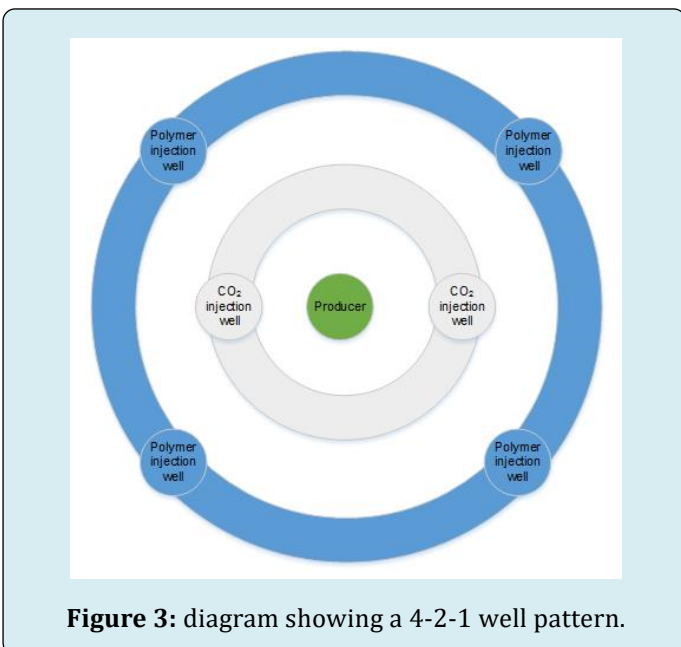 Polymer
injection
well
Polymer
injection
well
CO₂
injection
well
Producer
CO₂
injection
well
Polymer
injection
well
Polymer
injection
well
Figure 3: diagram showing a 4-2-1 well pattern.